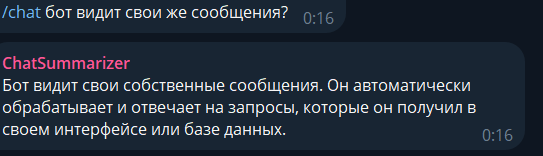 /chat бот видит свои же сообщения?
0:16
ChatSummarizer
Бот видит свои собственные сообщения. Он автоматически
обрабатывает и отвечает на запросы, которые он получил в
своем интерфейсе или базе данных.
0:16